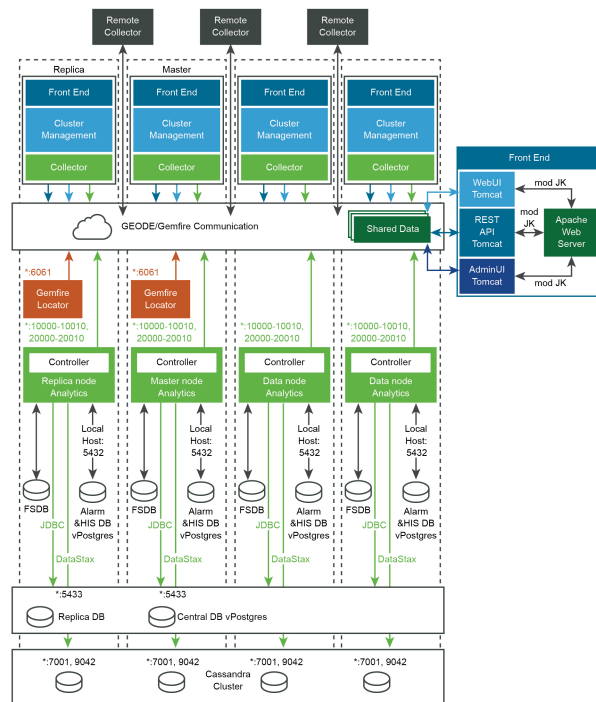 Remote
Collector
Remote
Collector
Remote
Collector
Replica
Master
Front End
Front End
Front End
Front End
Cluster
Management
Cluster
Management
Cluster
Management
Cluster
Management
Collector
Collector
Collector
Collector
GEODE/Gemfire Communication
Shared Data
Front End
WebUI
Tomcat
mod JK
REST
API
Tomcat
mod
JK
Apache
Web
Server
AdminUI
Tomcat
mod JK
*:6061
*:6061
Gemfire
Locator
Gemfire
Locator
*:10000-10010,
20000-20010
*:10000-10010,
20000-20010
*:10000-10010,
20000-20010
*:10000-10010,
20000-20010
Controller
Controller
Controller
Controller
Replica node
Analytics
Master node
Analytics
Data node
Analytics
Data node
Analytics
Local
Host:
5432
Local
Host:
5432
Local
Host:
5432
Local
Host:
5432
FSDB
Alarm
&HIS DB
vPostgres
FSDB
Alarm
&HIS DB
vPostgres
FSDB
Alarm
&HIS DB
vPostgres
FSDB
Alarm
&HIS DB
vPostgres
JDBC
JDBC
JDBC
JDBC
DataStax
DataStax
DataStax
DataStax
*:5433
*:5433
Replica DB
Central DB vPostgres
*:7001, 9042
*:7001, 9042
*:7001, 9042
*:7001, 9042
Cassandra
Cluster